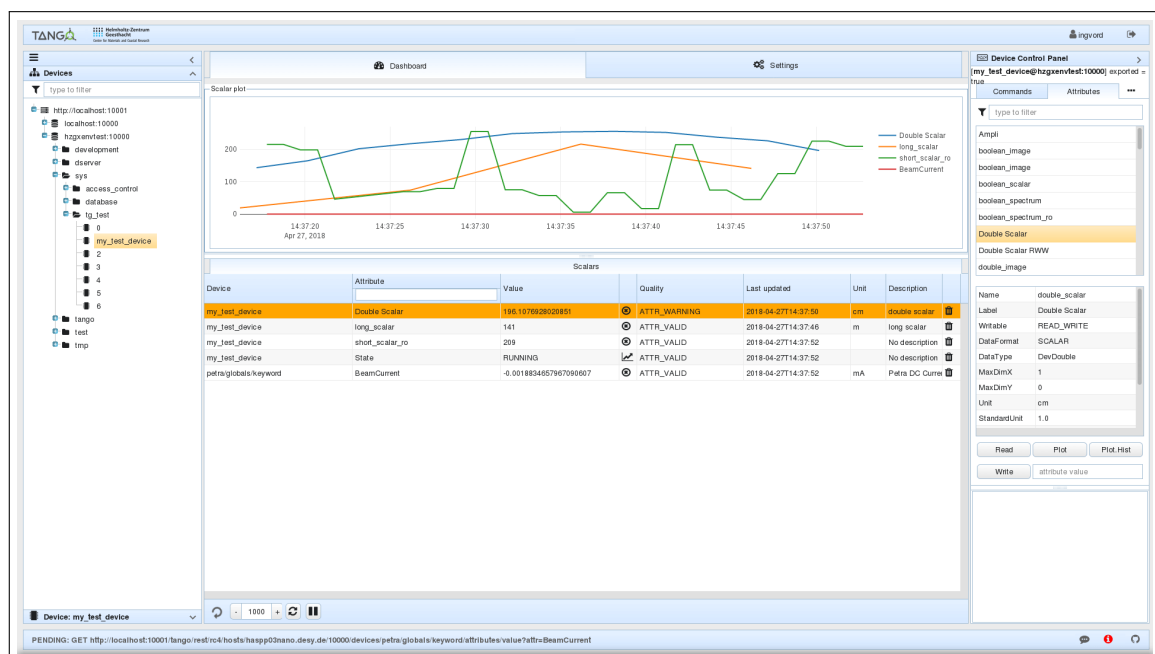 TANGO Helmholtz-Zentrum Geesthacht
Centre for Materials and Coastal Research
ingvord
Devices
type to filter
http://localhost:10001
localhost:10000
hzgxenvtest:10000
development
dserver
sys
access_control
database
tg_test
0
my_test_device
2
3
4
5
6
tango
test
tmp
Device: my_test_device
Dashboard
Settings
Scalar plot
200
100
0
14:37:20
Apr 27, 2018
14:37:25
14:37:30
14:37:35
14:37:40
14:37:45
14:37:50
Double Scalar
long_scalar
short_scalar_ro
BeamCurrent
Scalars
Device Attribute Value Quality Last updated Unit Description
my_test_device Double Scalar 196.1076928020851 ATTR_WARNING 2018-04-27T14:37:50 cm double scalar
my_test_device long_scalar 141 ATTR_VALID 2018-04-27T14:37:46 m long scalar
my_test_device short_scalar_ro 209 ATTR_VALID 2018-04-27T14:37:52 No description
my_test_device State RUNNING ATTR_VALID 2018-04-27T14:37:52 No description
petra/globals/keyword BeamCurrent -0.0018834657967090607 ATTR_VALID 2018-04-27T14:37:52 mA Petra DC Curre
- 1000 +
Device Control Panel
[my_test_device@hzgxenvtest:10000] exported =
true
Commands Attributes
type to filter
Ampli
boolean_image
boolean_image
boolean_scalar
boolean_spectrum
boolean_spectrum_ro
Double Scalar
Double Scalar RWW
double_image
Name double_scalar
Label Double Scalar
Writable READ_WRITE
DataFormat SCALAR
DataType DevDouble
MaxDimX 1
MaxDimY 0
Unit cm
StandardUnit 1.0
Read Plot Plot.Hist
Write attribute value
PENDING: GET http://localhost:10001/tango/rest/rc4/hosts/haspp03nano.desy.de/10000/devices/petra/globals/keyword/attributes/value?attr=BeamCurrent